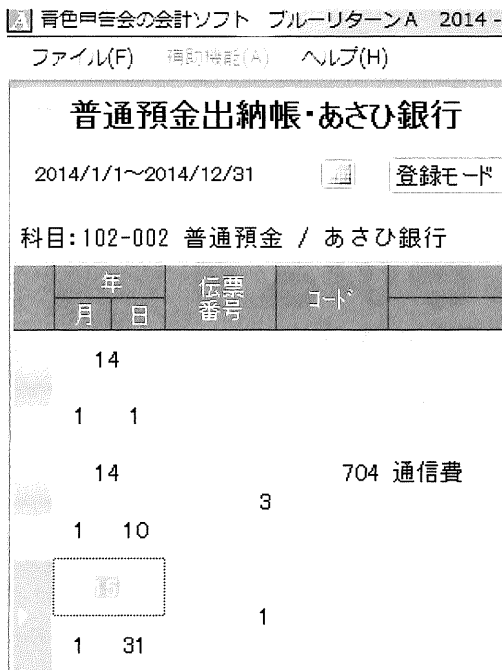 青色申告会の会計ソフト ブルーリターンA 2014 -
ファイル(F) 補助機能(A) ヘルプ(H)
普通預金出納帳・あさひ銀行
2014/1/1～2014/12/31 登録モード
科目:102-002 普通預金 / あさひ銀行
年 伝票番号 コード
月 日
14
1 1
14 704 通信費
3
1 10
1
1 31